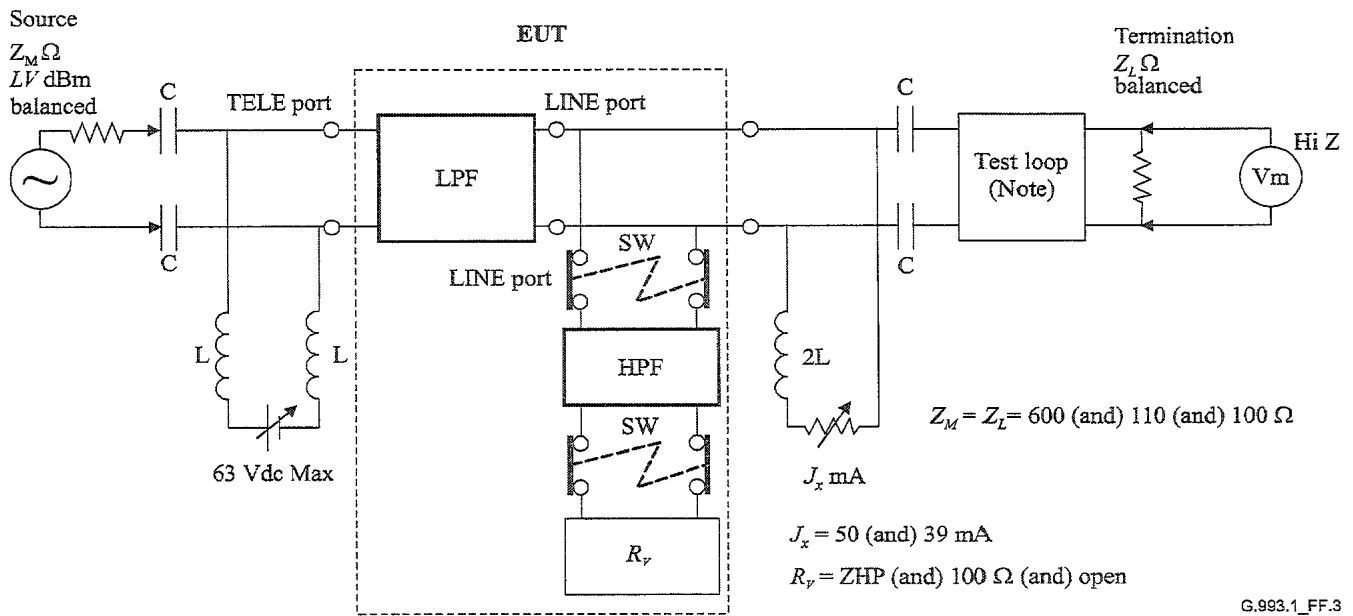 Source
Z_M Ω
LV dBm
balanced
EUT
Termination
Z_L Ω
balanced
C
TELE port
LINE port
C
Hi Z
LPF
Test loop
(Note)
Vm
C
SW
C
LINE port
L
L
HPF
2L
Z_M = Z_L = 600 (and) 110 (and) 100 Ω
SW
63 Vdc Max
J_x mA
R_V
J_x = 50 (and) 39 mA
R_V = ZHP (and) 100 Ω (and) open
G.993.1_FF.3